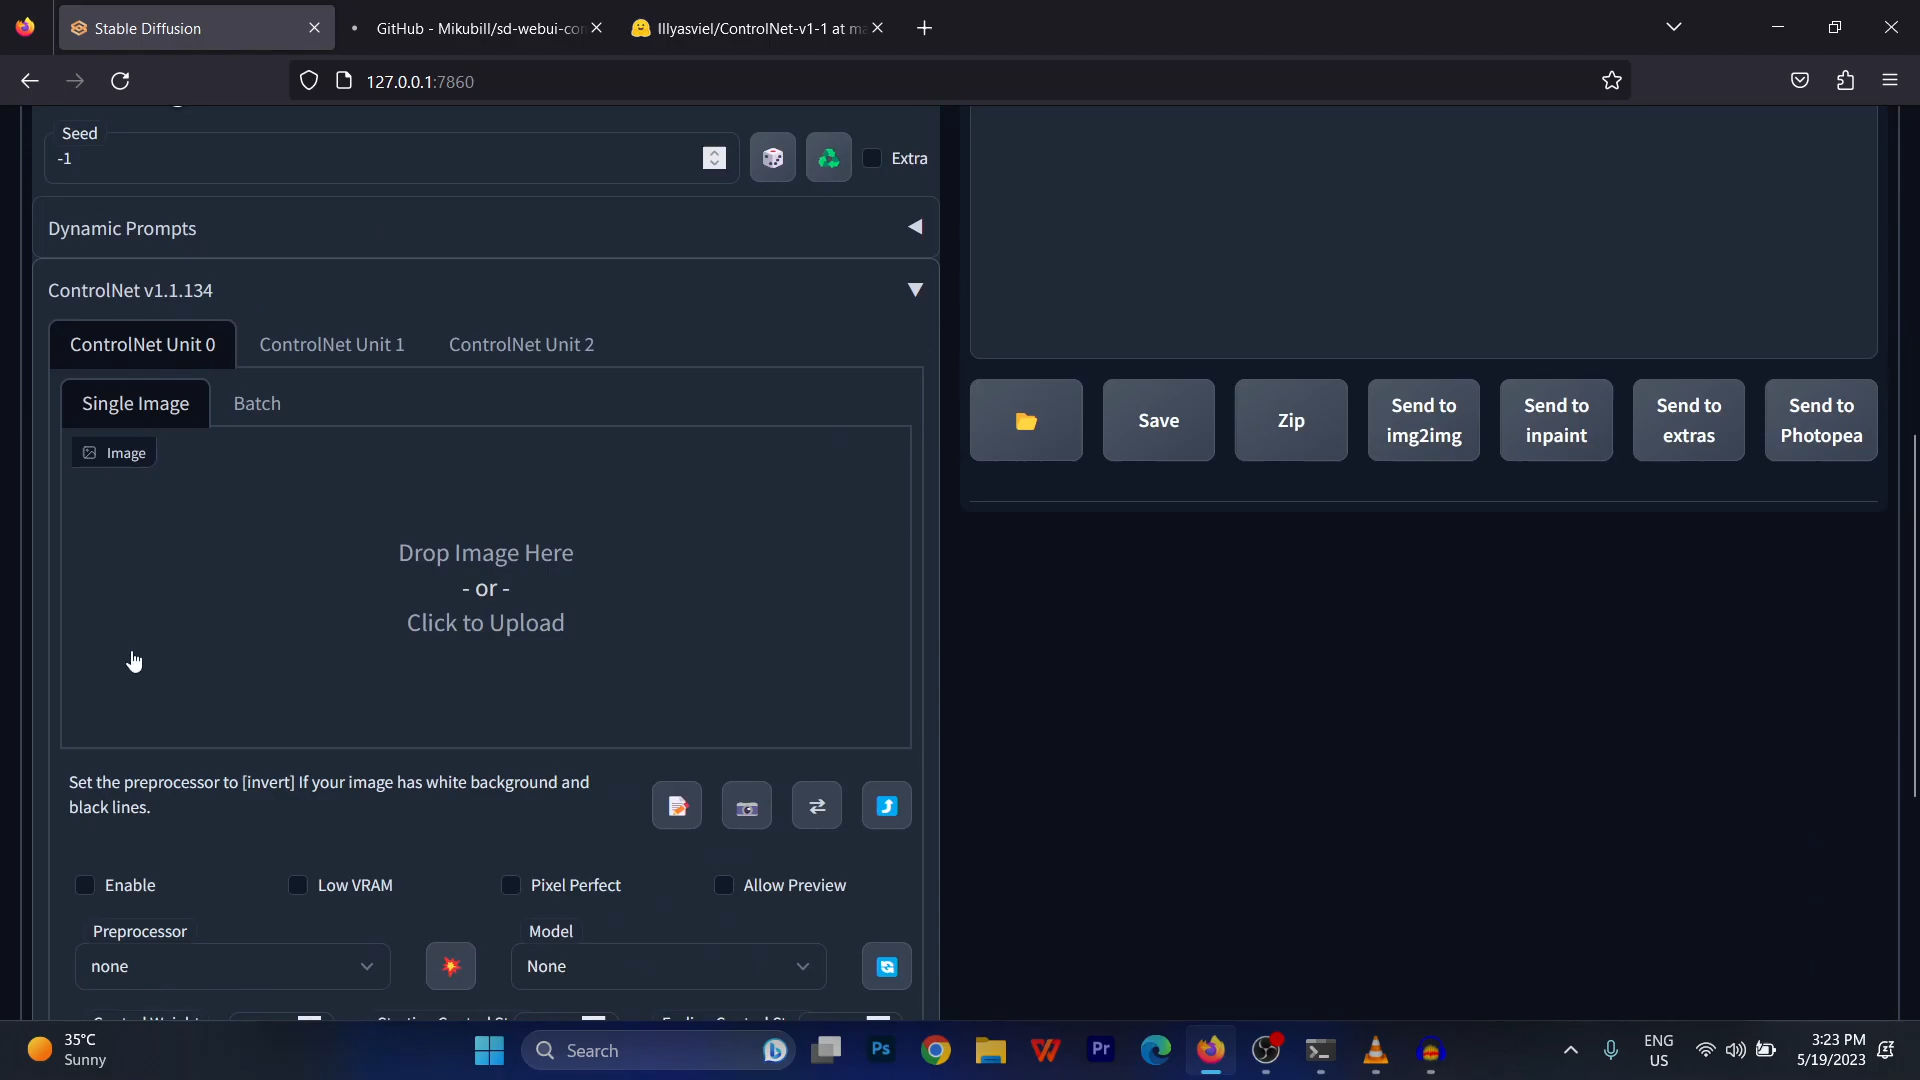 Stable Diffusion
GitHub - Mikubill/sd-webui-con
lllyasviel/ControlNet-v1-1 at ma
127.0.0.1:7860
Seed
-1
Extra
Dynamic Prompts
ControlNet v1.1.134
ControlNet Unit 0 ControlNet Unit 1 ControlNet Unit 2
Single Image Batch
Image
Drop Image Here
- or -
Click to Upload
Set the preprocessor to [invert] If your image has white background and
black lines.
Enable Low VRAM Pixel Perfect Allow Preview
Preprocessor
none
Model
None
Save
Zip
Send to
img2img
Send to
inpaint
Send to
extras
Send to
Photopea
35°C
Sunny
Search
Ps
Pr
ENG
US
3:23 PM
5/19/2023